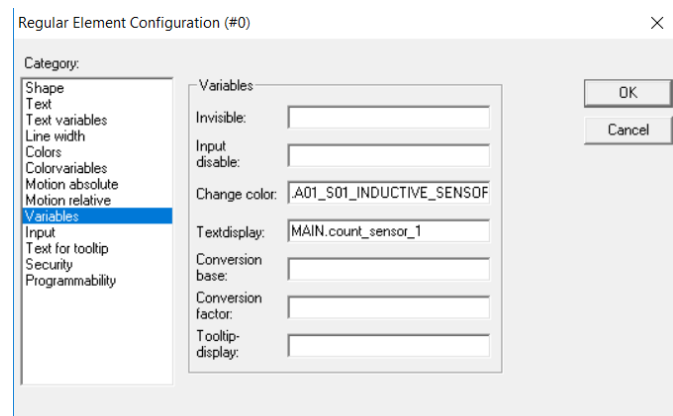 Regular Element Configuration (#0)
Category:
Shape
Text
Text variables
Line width
Colors
Colorvariables
Motion absolute
Motion relative
Variables
Input
Text for tooltip
Security
Programmability
Variables
Invisible:
Input
disable:
Change color: .A01_S01_INDUCTIVE_SENSOR
Textdisplay: MAIN.count_sensor_1
Conversion
base:
Conversion
factor:
Tooltip-
display:
OK
Cancel